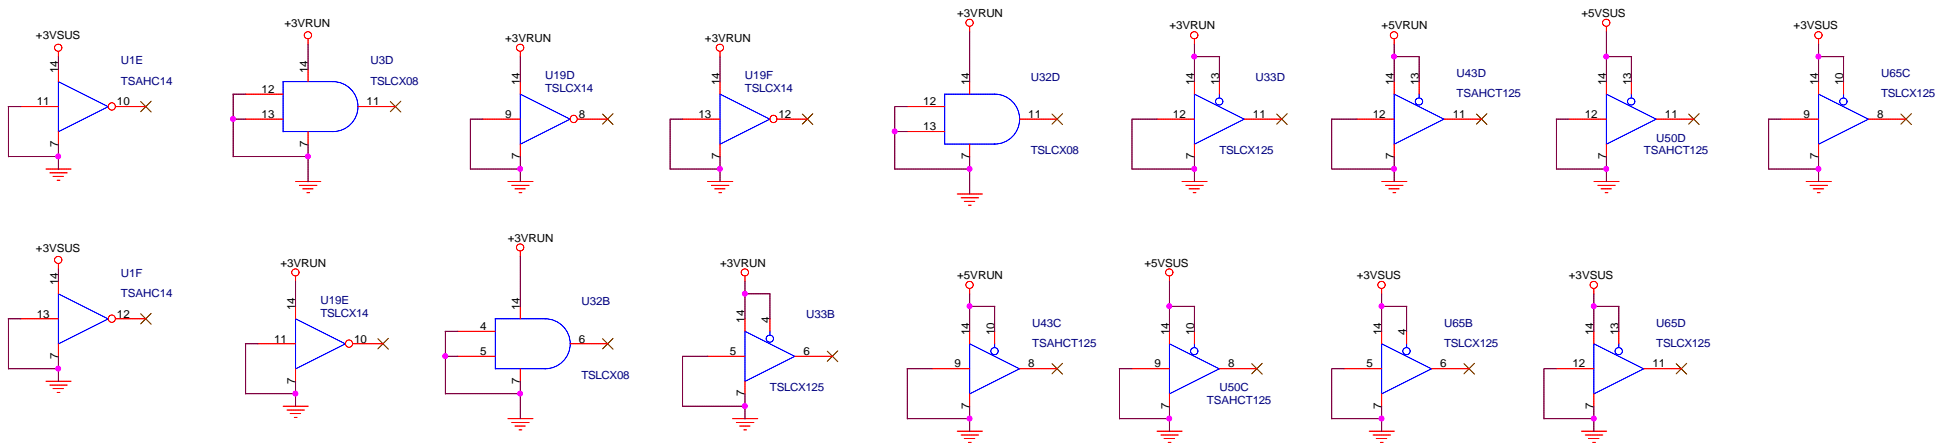 +3VSUS
U1E
TSAHC14
14
11
10
7
+3VRUN
U3D
14
12
13
11
7
+3VRUN
U19D
TSLCX14
14
9
8
7
+3VRUN
U19F
TSLCX14
14
13
12
7
+3VRUN
U32D
14
12
13
11
7
TSLCX08
+3VRUN
U33D
14
13
12
11
7
TSLCX125
+5VRUN
U43D
TSAHCT125
14
13
12
11
7
+5VSUS
14
13
12
11
7
U50D
TSAHCT125
+3VSUS
U65C
TSLCX125
14
10
9
8
7
TSLCX08
+3VSUS
U1F
TSAHC14
14
13
12
7
+3VRUN
U19E
TSLCX14
14
11
10
7
+3VRUN
U32B
14
4
5
6
7
TSLCX08
+3VRUN
U33B
14
4
5
6
7
TSLCX125
+5VRUN
U43C
TSAHCT125
14
10
9
8
7
+5VSUS
14
10
9
8
7
U50C
TSAHCT125
+3VSUS
U65B
TSLCX125
14
4
5
6
7
+3VSUS
U65D
TSLCX125
14
13
12
11
7